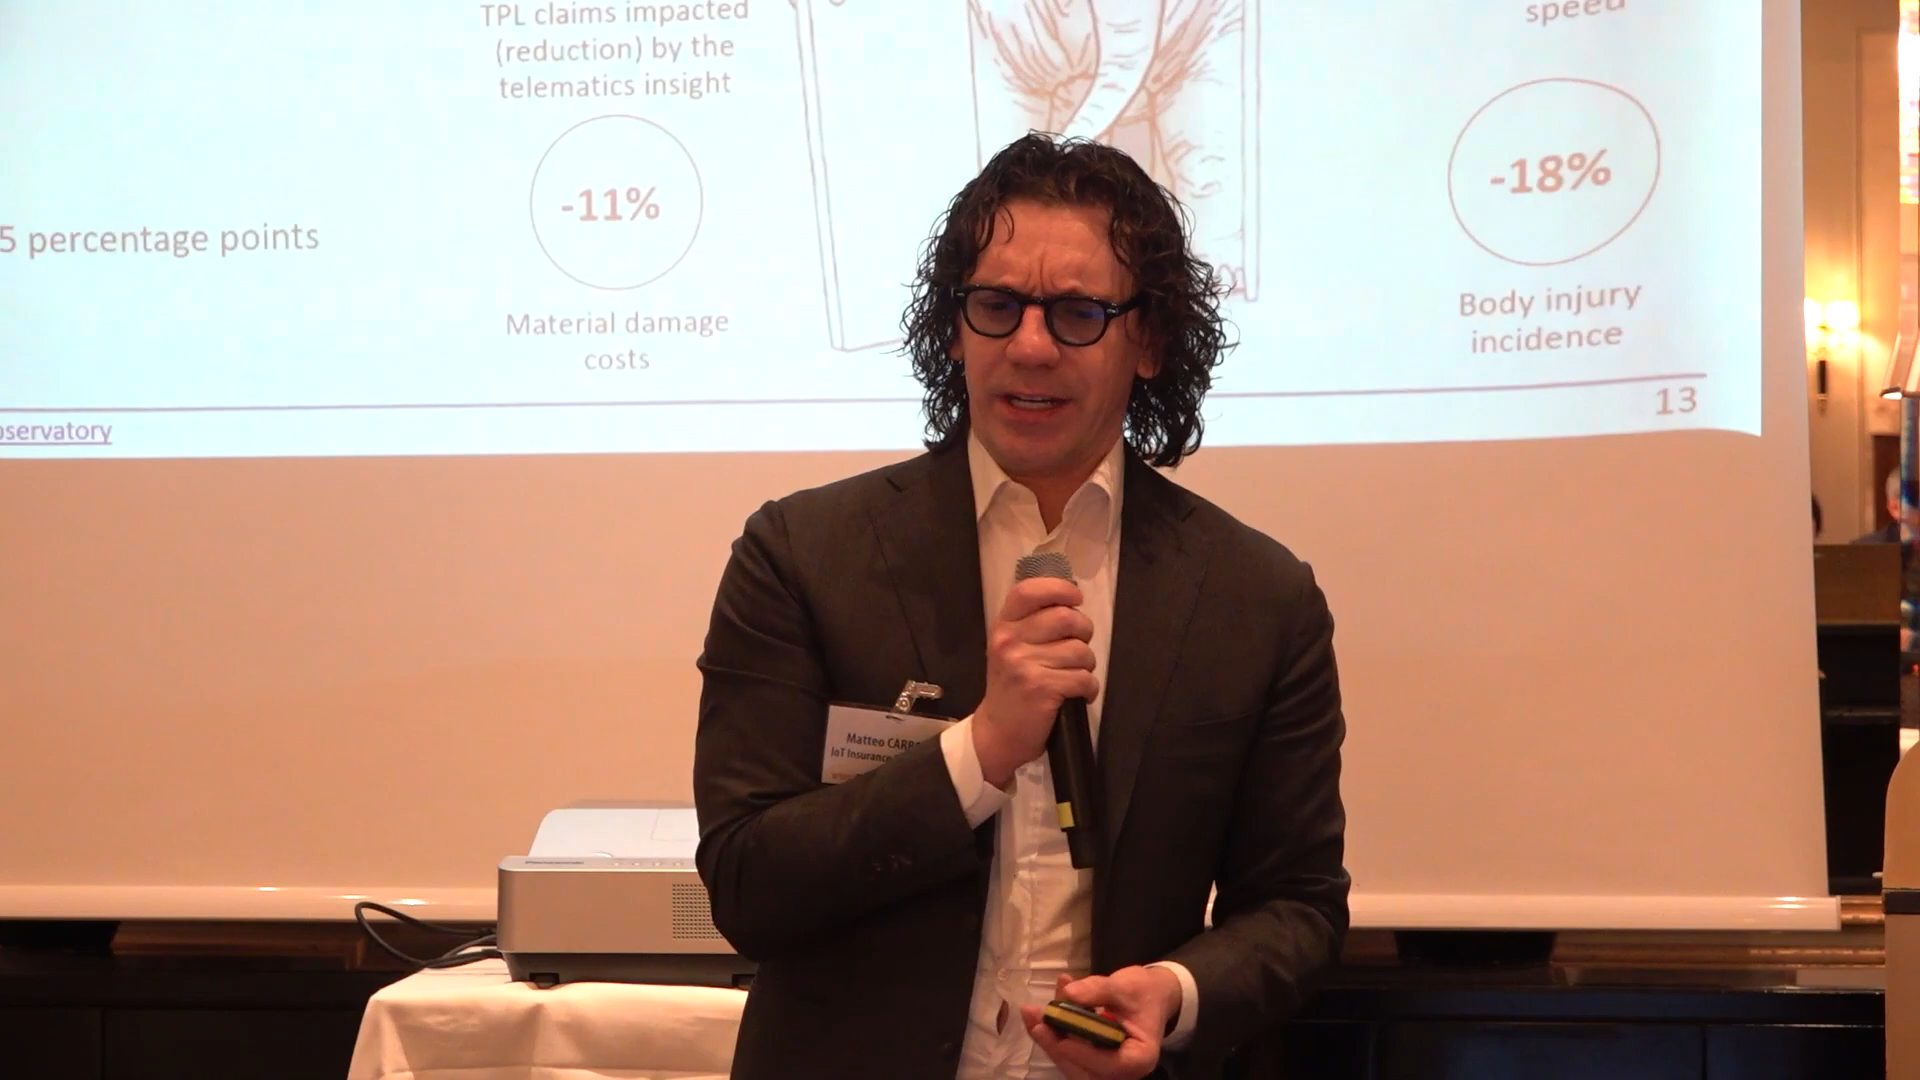 TPL claims impacted
(reduction) by the
telematics insight
speed
-11%
-18%
5 percentage points
Material damage
costs
Body injury
incidence
13
Matteo
IoT Insurance
Panasonic